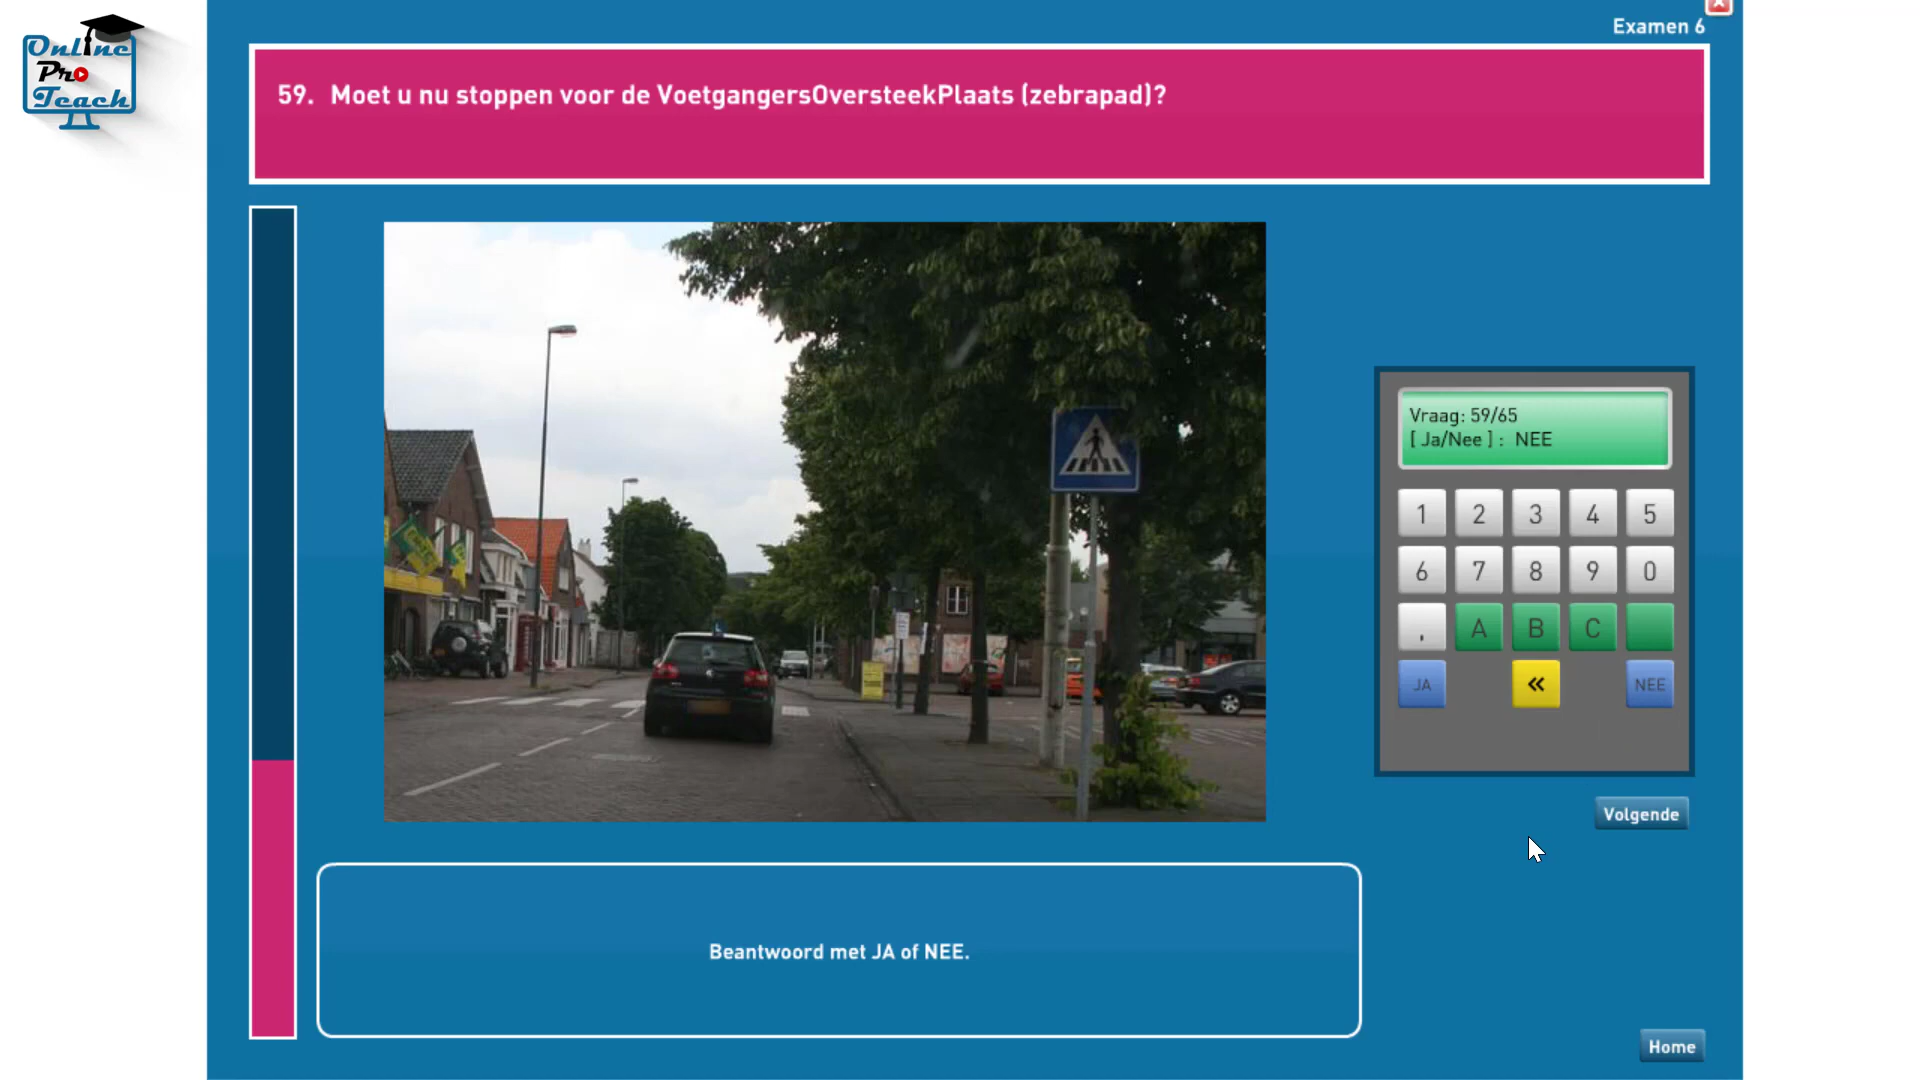 Online
Pro
Teach
Examen 6
59. Moet u nu stoppen voor de VoetgangersOversteekPlaats (zebrapad)?
Vraag: 59/65
[ Ja/Nee ] : NEE
1 2 3 4 5
6 7 8 9 0
, A B C
JA « NEE
Volgende
Beantwoord met JA of NEE.
Home